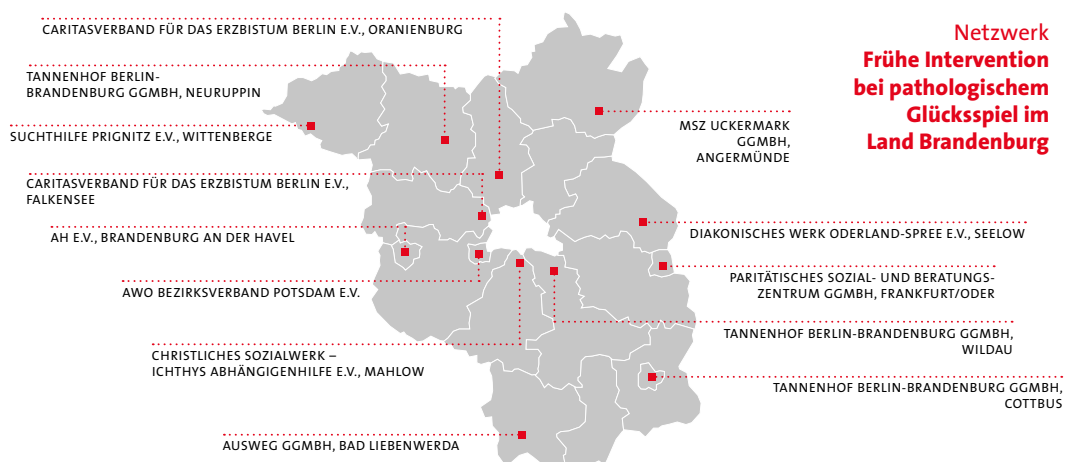 CARITASVERBAND FÜR DAS ERZBISTUM BERLIN E.V., ORANIENBURG
TANNENHOF BERLIN-
BRANDENBURG GGMBH, NEURUPPIN
SUCHTHILFE PRIGNITZ E.V., WITTENBERGE
CARITASVERBAND FÜR DAS ERZBISTUM BERLIN E.V.,
FALKENSEE
AH E.V., BRANDENBURG AN DER HAVEL
AWO BEZIRKSVERBAND POTSDAM E.V.
CHRISTLICHES SOZIALWERK –
ICHTHYS ABHÄNGIGENHILFE E.V., MAHLOW
AUSWEG GGMBH, BAD LIEBENWERDA
Netzwerk
Frühe Intervention
bei pathologischem
Glücksspiel im
Land Brandenburg
MSZ UCKERMARK
GGMBH,
ANGERMÜNDE
DIAKONISCHES WERK ODERLAND-SPREE E.V., SEELOW
PARITÄTISCHES SOZIAL- UND BERATUNGS-
ZENTRUM GGMBH, FRANKFURT/ODER
TANNENHOF BERLIN-BRANDENBURG GGMBH,
WILDAU
TANNENHOF BERLIN-BRANDENBURG GGMBH,
COTTBUS